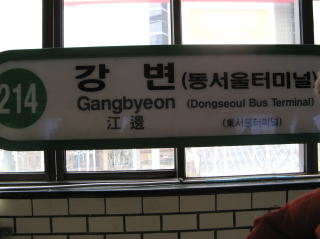 214
강 변 (동서울터미널)
Gangbyeon (Dongseoul Bus Terminal)
江 邊 (東서울터미널)